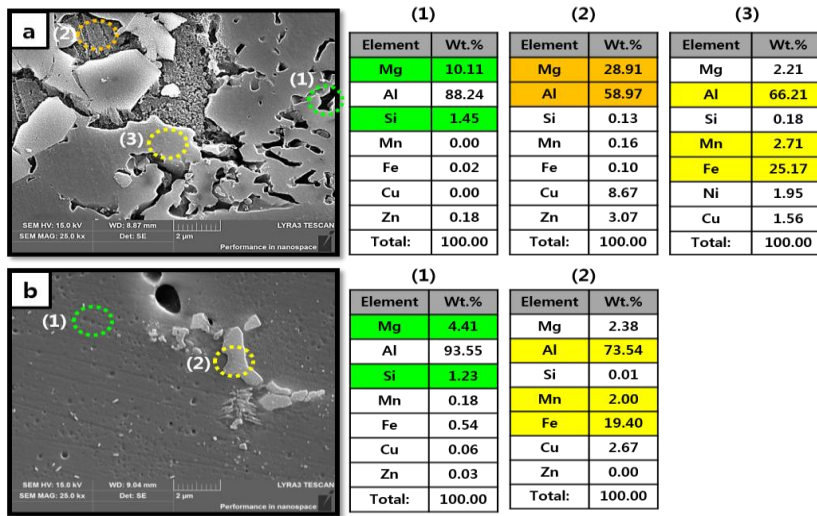 a
(2)
(1)
(3)
SEM HV: 15.0 kV WD: 8.87 mm LYRA3 TESCAN
SEM MAG: 25.0 kx Det: SE 2 µm
Performance in nanospace
(1)
Element Wt.%
Mg 10.11
Al 88.24
Si 1.45
Mn 0.00
Fe 0.02
Cu 0.00
Zn 0.18
Total: 100.00
(2)
Element Wt.%
Mg 28.91
Al 58.97
Si 0.13
Mn 0.16
Fe 0.10
Cu 8.67
Zn 3.07
Total: 100.00
(3)
Element Wt.%
Mg 2.21
Al 66.21
Si 0.18
Mn 2.71
Fe 25.17
Ni 1.95
Cu 1.56
Total: 100.00
b
(1)
(2)
SEM HV: 15.0 kV WD: 9.04 mm LYRA3 TESCAN
SEM MAG: 25.0 kx Det: SE 2 µm
Performance in nanospace
(1)
Element Wt.%
Mg 4.41
Al 93.55
Si 1.23
Mn 0.18
Fe 0.54
Cu 0.06
Zn 0.03
Total: 100.00
(2)
Element Wt.%
Mg 2.38
Al 73.54
Si 0.01
Mn 2.00
Fe 19.40
Cu 2.67
Zn 0.00
Total: 100.00